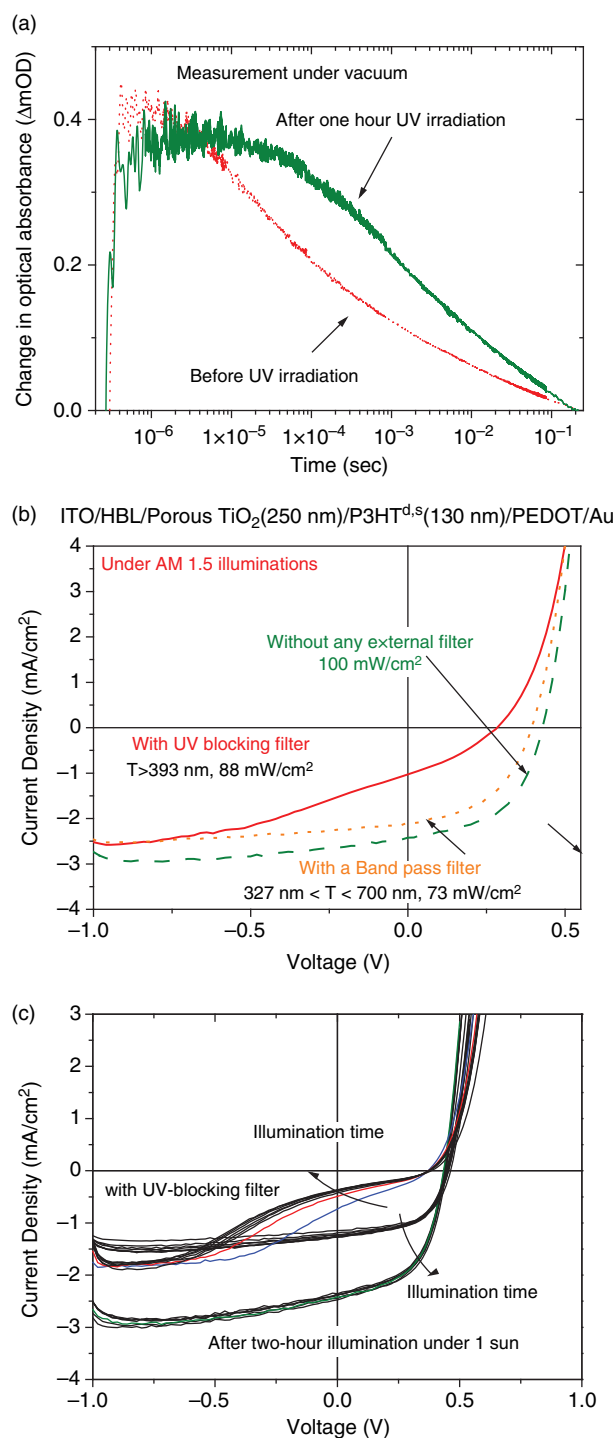 (a)
Measurement under vacuum
After one hour UV irradiation
Before UV irradiation
Change in optical absorbance (ΔmOD)
0.4
0.2
0.0
10⁻⁶
1×10⁻⁵
1×10⁻⁴
10⁻³
10⁻²
10⁻¹
Time (sec)
(b) ITO/HBL/Porous TiO₂(250 nm)/P3HTᵈ,ˢ(130 nm)/PEDOT/Au
Under AM 1.5 illuminations
Without any external filter
100 mW/cm²
With UV blocking filter
T>393 nm, 88 mW/cm²
With a Band pass filter
327 nm < T < 700 nm, 73 mW/cm²
Current Density (mA/cm²)
4
3
2
1
0
−1
−2
−3
−4
−1.0
−0.5
0.0
0.5
Voltage (V)
(c)
Illumination time
with UV-blocking filter
Illumination time
After two-hour illumination under 1 sun
Current Density (mA/cm²)
3
2
1
0
−1
−2
−3
−4
−1.0
−0.5
0.0
0.5
1.0
Voltage (V)